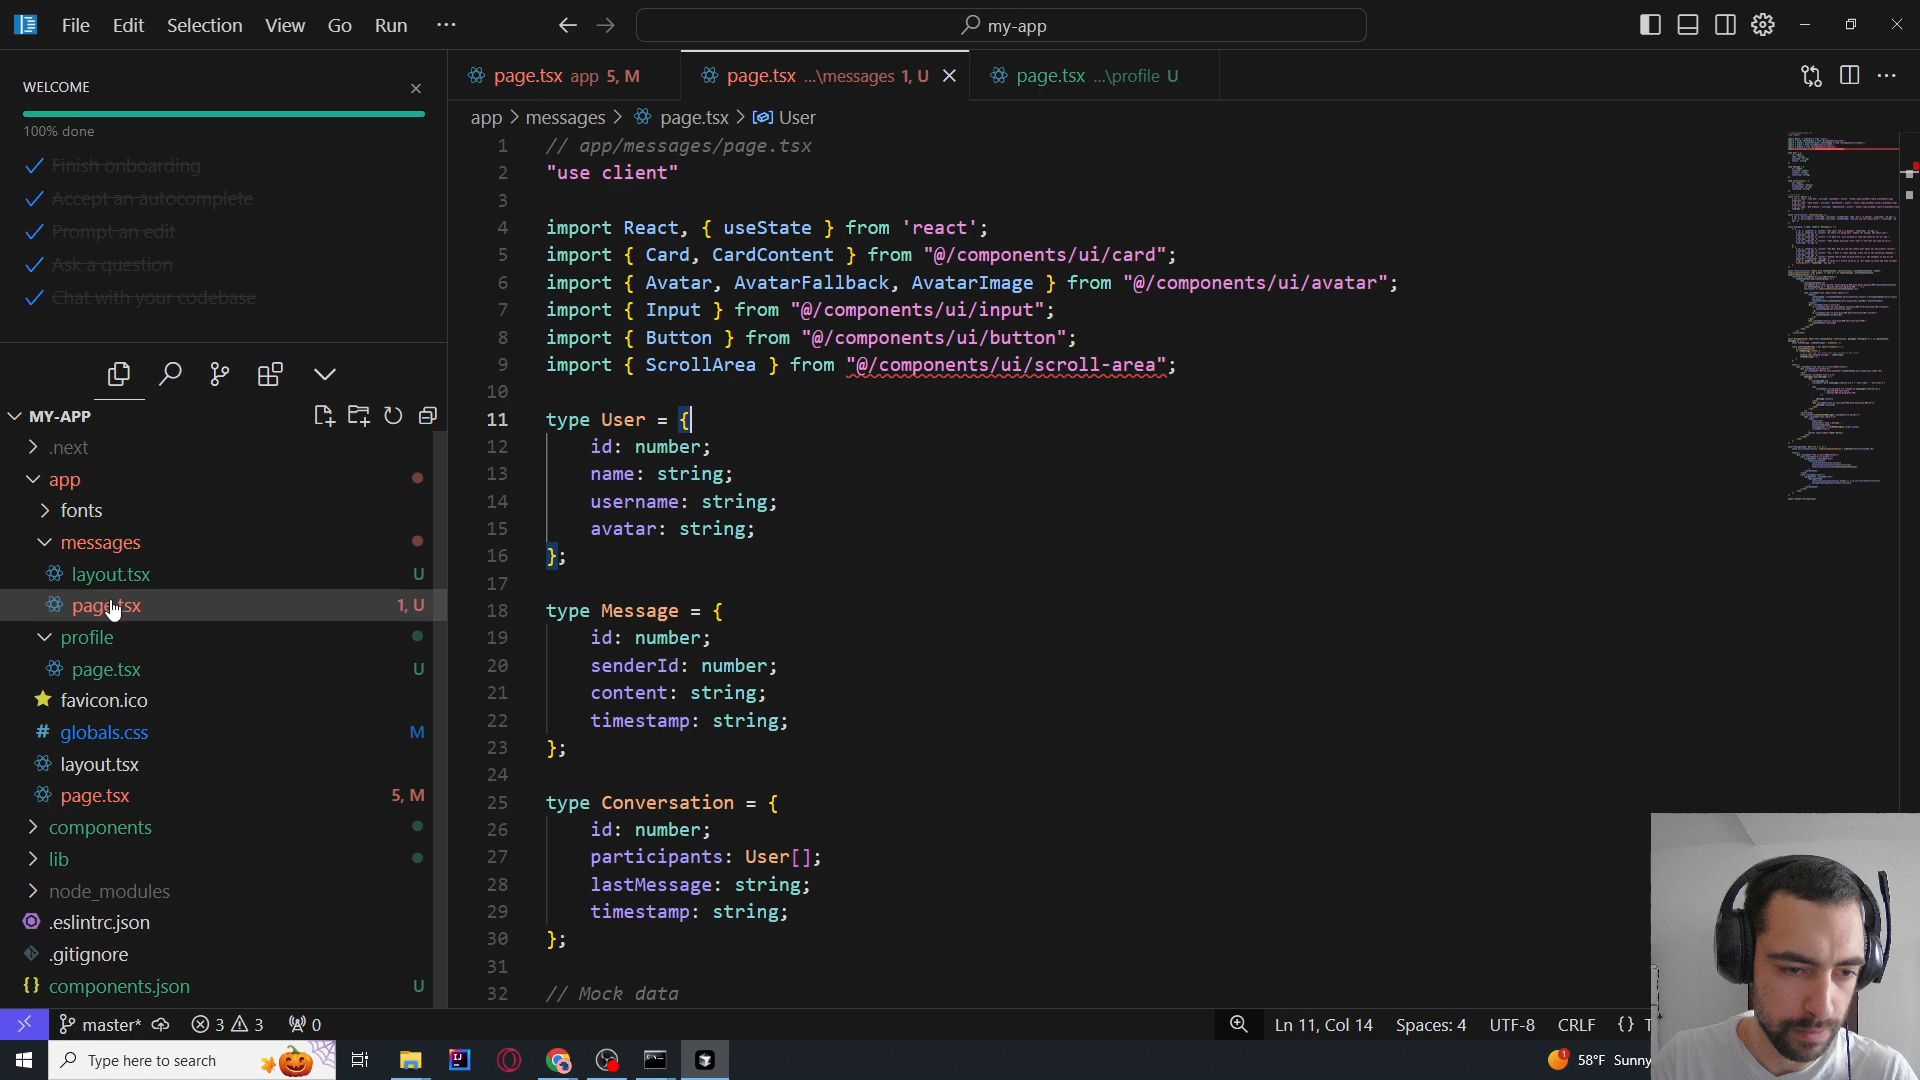 File Edit Selection View Go Run ···
my-app
WELCOME
100% done
Finish onboarding
Accept an autocomplete
Prompt an edit
Ask a question
Chat with your codebase
MY-APP
.next
app
fonts
messages
layout.tsx U
page.tsx 1, U
profile
page.tsx U
favicon.ico
# globals.css M
layout.tsx
page.tsx 5, M
components
lib
node_modules
.eslintrc.json
.gitignore
{} components.json U
page.tsx app 5, M
page.tsx ...\messages 1, U
page.tsx ...\profile U
app > messages > page.tsx > User
1 // app/messages/page.tsx
2 "use client"
3
4 import React, { useState } from 'react';
5 import { Card, CardContent } from "@/components/ui/card";
6 import { Avatar, AvatarFallback, AvatarImage } from "@/components/ui/avatar";
7 import { Input } from "@/components/ui/input";
8 import { Button } from "@/components/ui/button";
9 import { ScrollArea } from "@/components/ui/scroll-area";
10
11 type User = {
12 id: number;
13 name: string;
14 username: string;
15 avatar: string;
16 };
17
18 type Message = {
19 id: number;
20 senderId: number;
21 content: string;
22 timestamp: string;
23 };
24
25 type Conversation = {
26 id: number;
27 participants: User[];
28 lastMessage: string;
29 timestamp: string;
30 };
31
32 // Mock data
master* 3 3 0
Ln 11, Col 14 Spaces: 4 UTF-8 CRLF {}
Type here to search
1 58°F Sunny